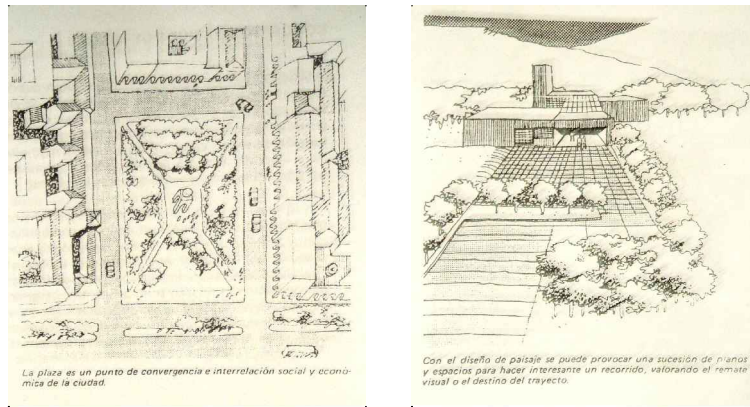 La plaza es un punto de convergencia e interrelación social y econó-
mica de la ciudad.
Con el diseño de paisaje se puede provocar una sucesión de planos
y espacios para hacer interesante un recorrido, valorando el remate
visual o el destino del trayecto.